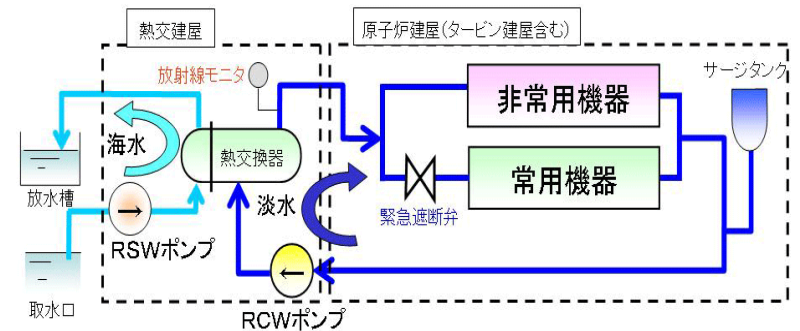 熱交建屋
原子炉建屋(タービン建屋含む)
放射線モニタ
サージタンク
非常用機器
海水
熱交換器
常用機器
放水槽
淡水
緊急遮断弁
RSWポンプ
取水口
RCWポンプ